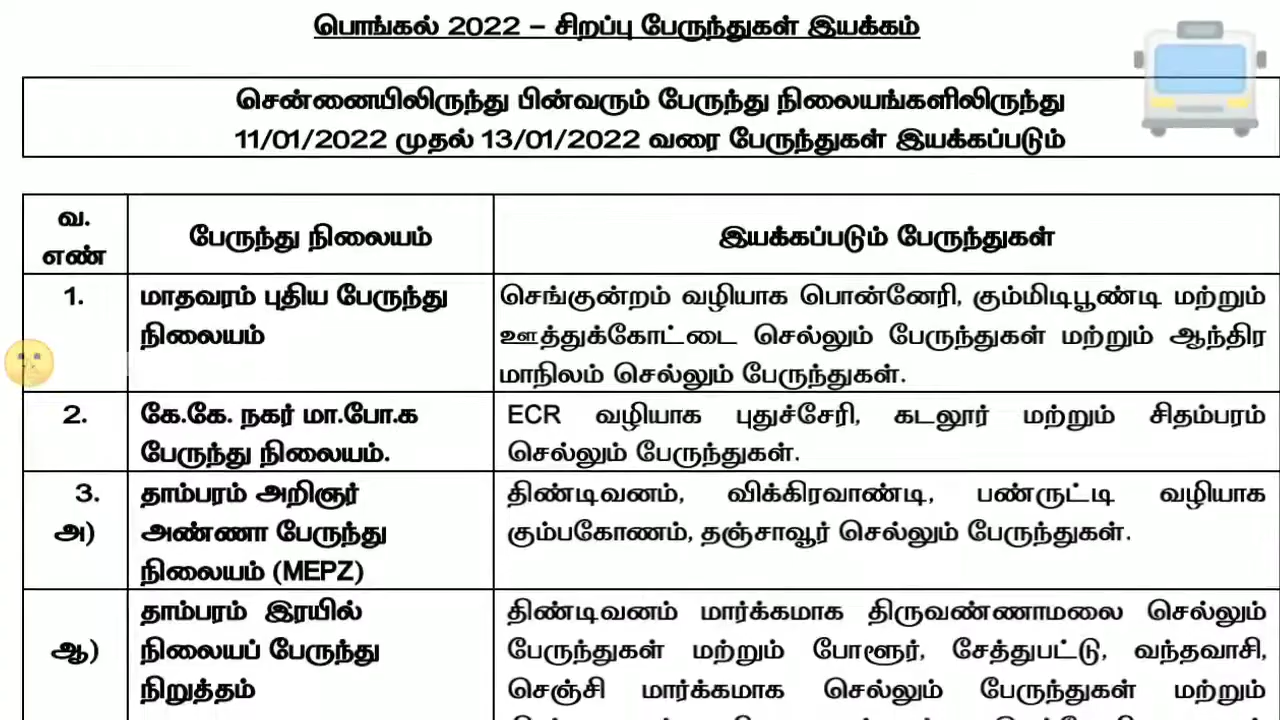 பொங்கல் 2022 – சிறப்பு பேருந்துகள் இயக்கம்
சென்னையிலிருந்து பின்வரும் பேருந்து நிலையங்களிலிருந்து
11/01/2022 முதல் 13/01/2022 வரை பேருந்துகள் இயக்கப்படும்
வ.
எண்
பேருந்து நிலையம்
இயக்கப்படும் பேருந்துகள்
1.
மாதவரம் புதிய பேருந்து
நிலையம்
செங்குன்றம் வழியாக பொன்னேரி, கும்மிடிபூண்டி மற்றும்
ஊத்துக்கோட்டை செல்லும் பேருந்துகள் மற்றும் ஆந்திர
மாநிலம் செல்லும் பேருந்துகள்.
2.
கே.கே. நகர் மா.போ.க
பேருந்து நிலையம்.
ECR வழியாக புதுச்சேரி, கடலூர் மற்றும் சிதம்பரம்
செல்லும் பேருந்துகள்.
3.
அ)
தாம்பரம் அறிஞர்
அண்ணா பேருந்து
நிலையம் (MEPZ)
திண்டிவனம், விக்கிரவாண்டி, பண்ருட்டி வழியாக
கும்பகோணம், தஞ்சாவூர் செல்லும் பேருந்துகள்.
ஆ)
தாம்பரம் இரயில்
நிலையப் பேருந்து
நிறுத்தம்
திண்டிவனம் மார்க்கமாக திருவண்ணாமலை செல்லும்
பேருந்துகள் மற்றும் போளூர், சேத்துபட்டு, வந்தவாசி,
செஞ்சி மார்க்கமாக செல்லும் பேருந்துகள் மற்றும்